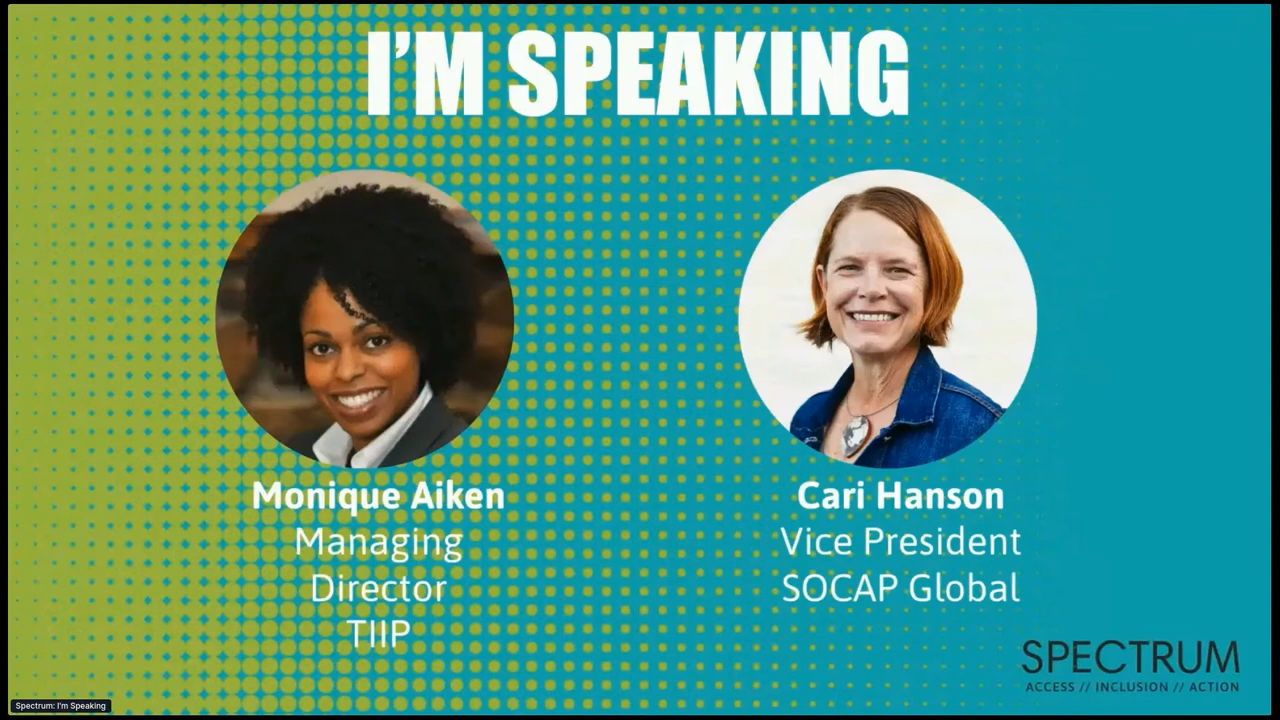 I'M SPEAKING
Monique Aiken
Managing
Director
TIIP
Cari Hanson
Vice President
SOCAP Global
SPECTRUM
ACCESS // INCLUSION // ACTION
Spectrum: I'm Speaking